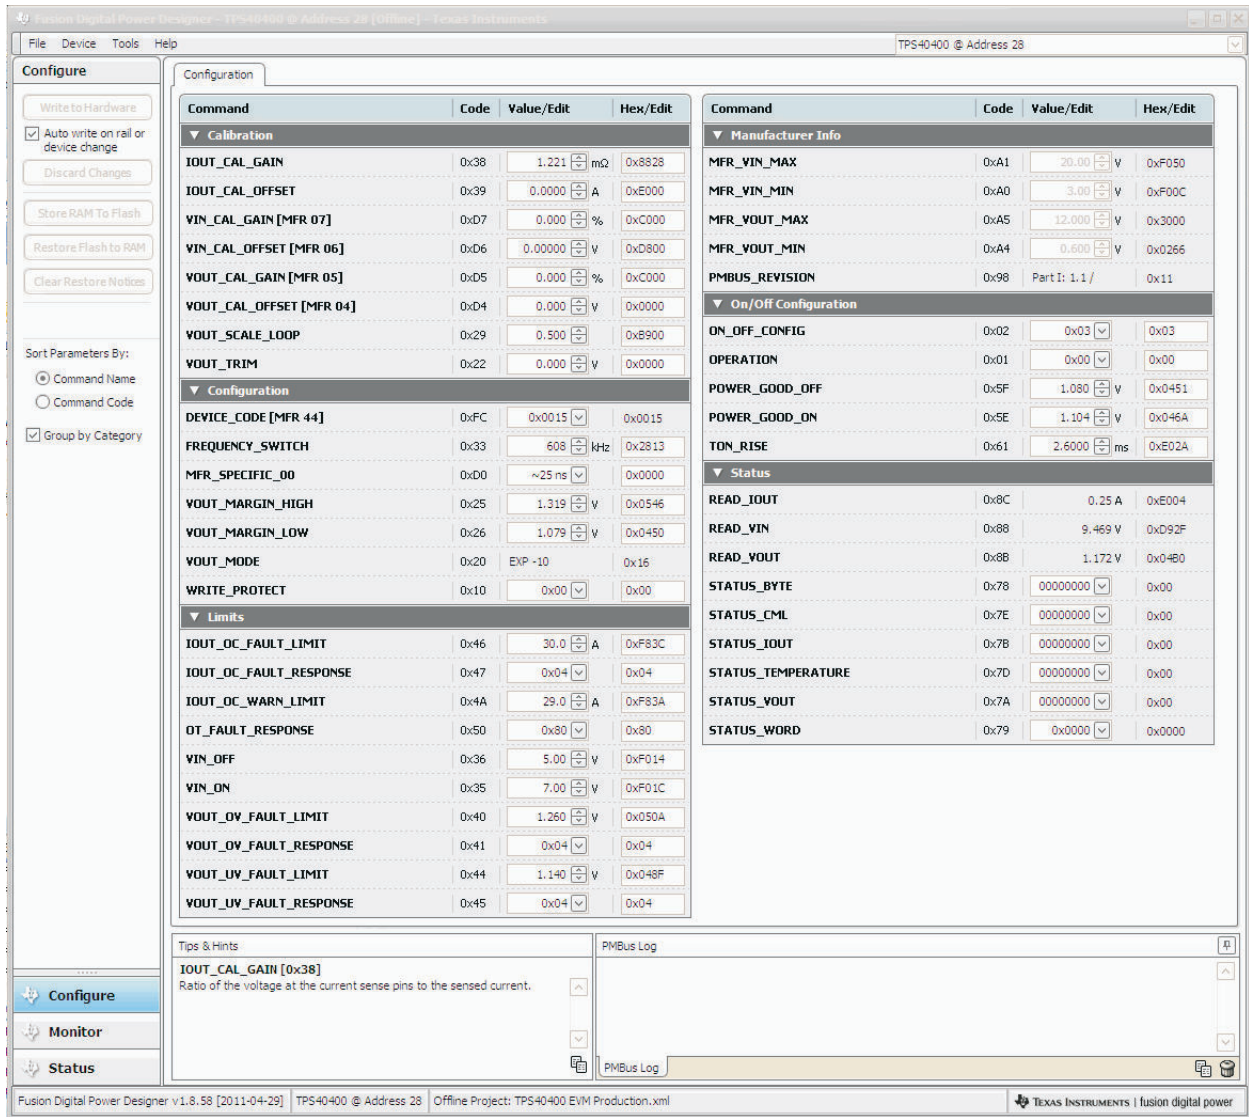 Fusion Digital Power Designer - TPS40400 @ Address 28 [Offline] - Texas Instruments
File Device Tools Help
TPS40400 @ Address 28
Configure
Write to Hardware
Auto write on rail or
device change
Discard Changes
Store RAM To Flash
Restore Flash to RAM
Clear Restore Notices
Sort Parameters By:
Command Name
Command Code
Group by Category
Configuration
Command Code Value/Edit Hex/Edit
Calibration
IOUT_CAL_GAIN 0x38 1.221 mΩ 0x8828
IOUT_CAL_OFFSET 0x39 0.0000 A 0xE000
VIN_CAL_GAIN [MFR 07] 0xD7 0.000 % 0xC000
VIN_CAL_OFFSET [MFR 06] 0xD6 0.00000 V 0xD800
VOUT_CAL_GAIN [MFR 05] 0xD5 0.000 % 0xC000
VOUT_CAL_OFFSET [MFR 04] 0xD4 0.000 V 0x0000
VOUT_SCALE_LOOP 0x29 0.500 0xB900
VOUT_TRIM 0x22 0.000 V 0x0000
Configuration
DEVICE_CODE [MFR 44] 0xFC 0x0015 0x0015
FREQUENCY_SWITCH 0x33 608 kHz 0x2813
MFR_SPECIFIC_00 0xD0 ~25 ns 0x0000
VOUT_MARGIN_HIGH 0x25 1.319 V 0x0546
VOUT_MARGIN_LOW 0x26 1.079 V 0x0450
VOUT_MODE 0x20 EXP -10 0x16
WRITE_PROTECT 0x10 0x00 0x00
Limits
IOUT_OC_FAULT_LIMIT 0x46 30.0 A 0xF83C
IOUT_OC_FAULT_RESPONSE 0x47 0x04 0x04
IOUT_OC_WARN_LIMIT 0x4A 29.0 A 0xF83A
OT_FAULT_RESPONSE 0x50 0x80 0x80
VIN_OFF 0x36 5.00 V 0xF014
VIN_ON 0x35 7.00 V 0xF01C
VOUT_OV_FAULT_LIMIT 0x40 1.260 V 0x050A
VOUT_OV_FAULT_RESPONSE 0x41 0x04 0x04
VOUT_UV_FAULT_LIMIT 0x44 1.140 V 0x048F
VOUT_UV_FAULT_RESPONSE 0x45 0x04 0x04
Command Code Value/Edit Hex/Edit
Manufacturer Info
MFR_VIN_MAX 0xA1 20.00 V 0xF050
MFR_VIN_MIN 0xA0 3.00 V 0xF00C
MFR_VOUT_MAX 0xA5 12.000 V 0x3000
MFR_VOUT_MIN 0xA4 0.600 V 0x0266
PMBUS_REVISION 0x98 Part I: 1.1 / 0x11
On/Off Configuration
ON_OFF_CONFIG 0x02 0x03 0x03
OPERATION 0x01 0x00 0x00
POWER_GOOD_OFF 0x5F 1.080 V 0x0451
POWER_GOOD_ON 0x5E 1.104 V 0x046A
TON_RISE 0x61 2.6000 ms 0xE02A
Status
READ_IOUT 0x8C 0.25 A 0xE004
READ_VIN 0x88 9.469 V 0xD92F
READ_VOUT 0x8B 1.172 V 0x04B0
STATUS_BYTE 0x78 00000000 0x00
STATUS_CML 0x7E 00000000 0x00
STATUS_IOUT 0x7B 00000000 0x00
STATUS_TEMPERATURE 0x7D 00000000 0x00
STATUS_VOUT 0x7A 00000000 0x00
STATUS_WORD 0x79 0x0000 0x0000
Tips & Hints
IOUT_CAL_GAIN [0x38]
Ratio of the voltage at the current sense pins to the sensed current.
PMBus Log
PMBus Log
Configure
Monitor
Status
Fusion Digital Power Designer v1.8.58 [2011-04-29] TPS40400 @ Address 28 Offline Project: TPS40400 EVM Production.xml
TEXAS INSTRUMENTS | fusion digital power